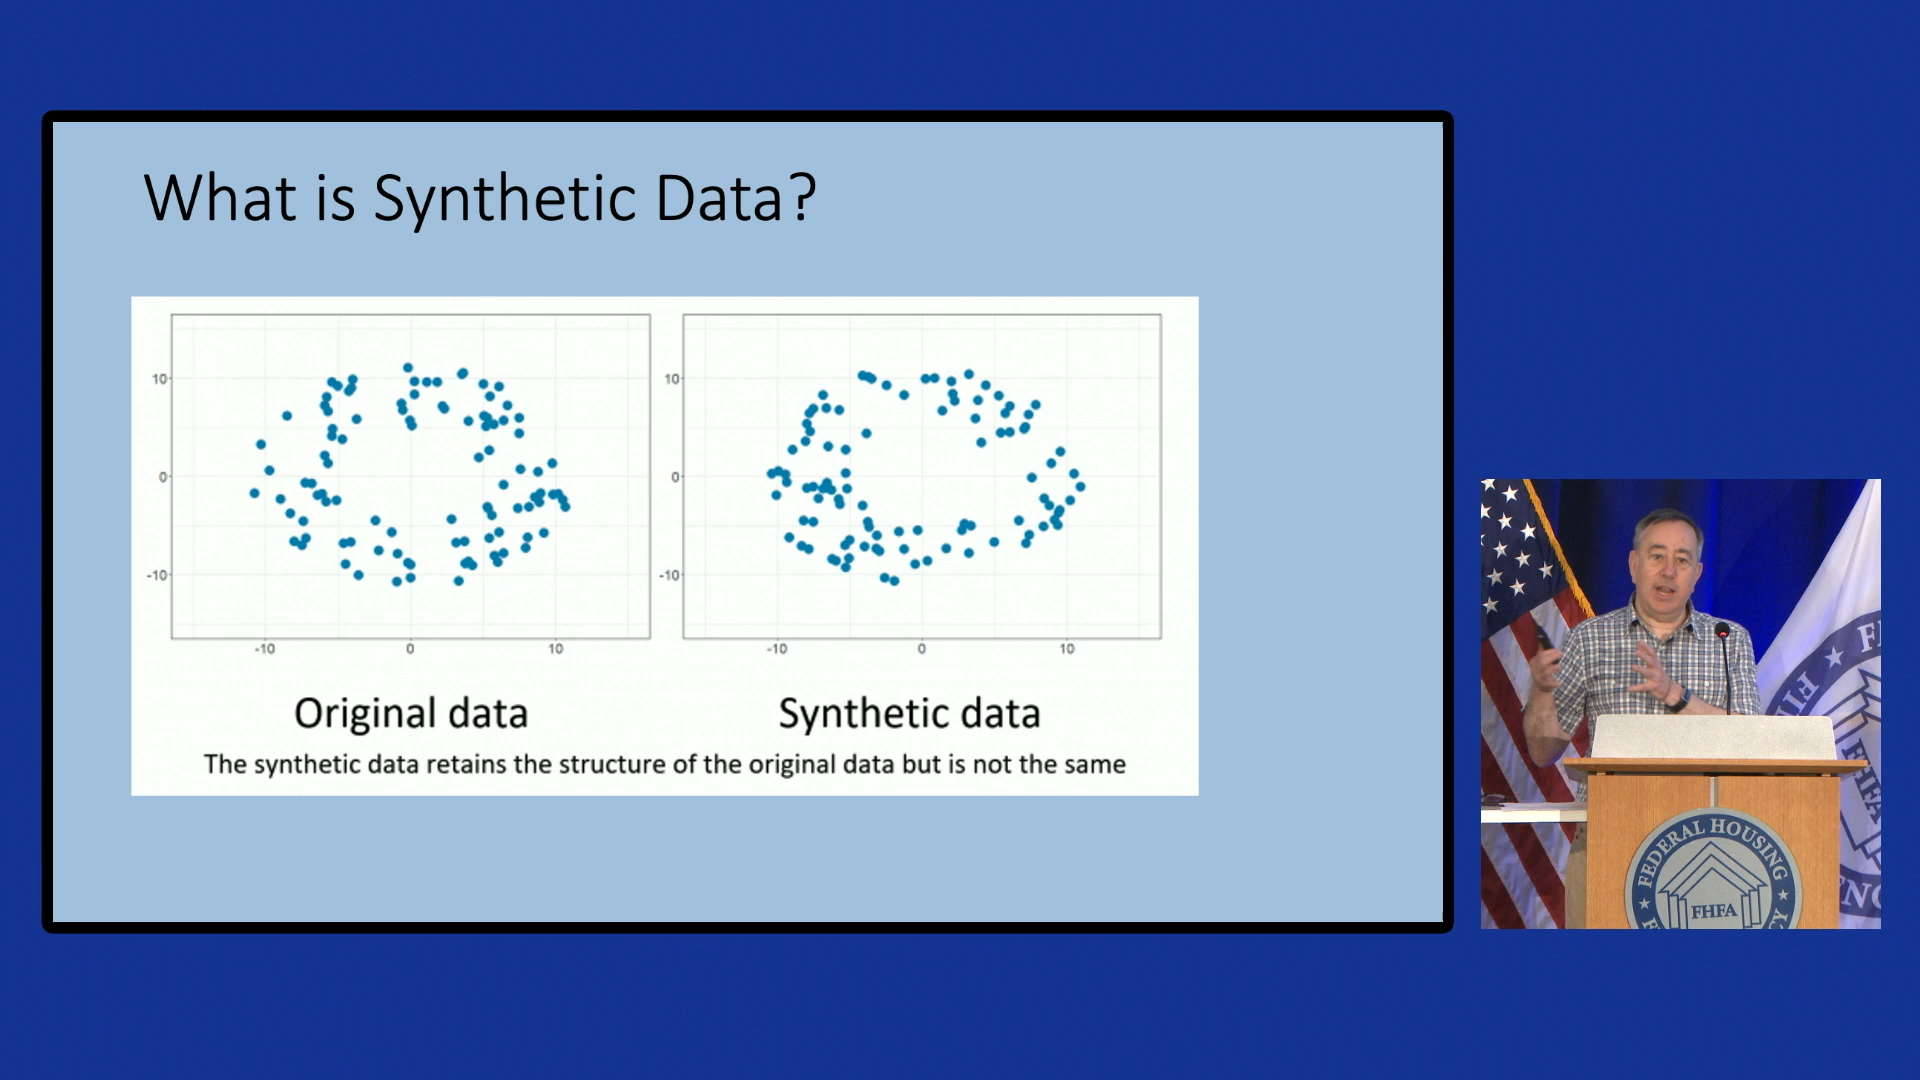 What is Synthetic Data?
10
0
-10
-10
0
10
10
0
-10
-10
0
10
Original data
Synthetic data
The synthetic data retains the structure of the original data but is not the same
FEDERAL HOUSING
FHFA
FHFA